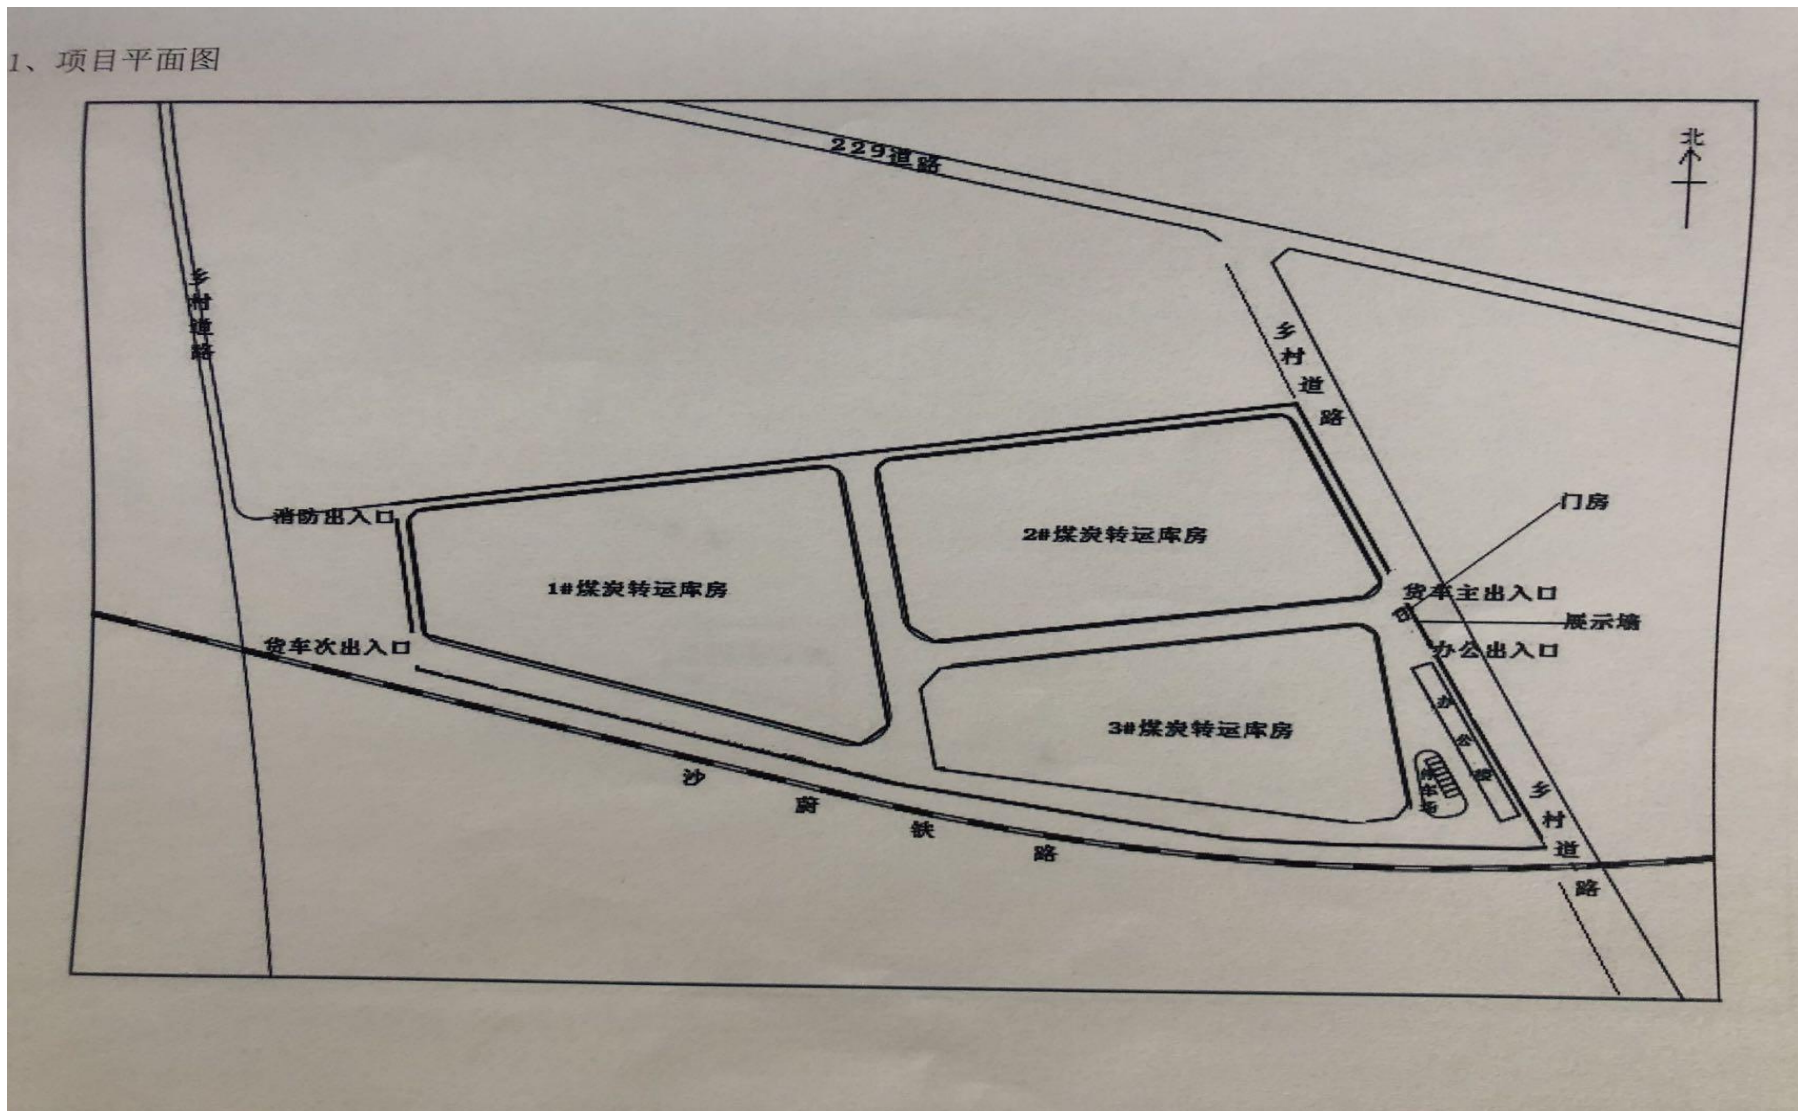 1、项目平面图
229道路
北
乡村道路
乡村道路
消防出入口
2#煤炭转运库房
门房
1#煤炭转运库房
货车主出入口
展示墙
货车次出入口
办公出入口
3#煤炭转运库房
办公楼
停车场
沙蔚铁路
乡村道路